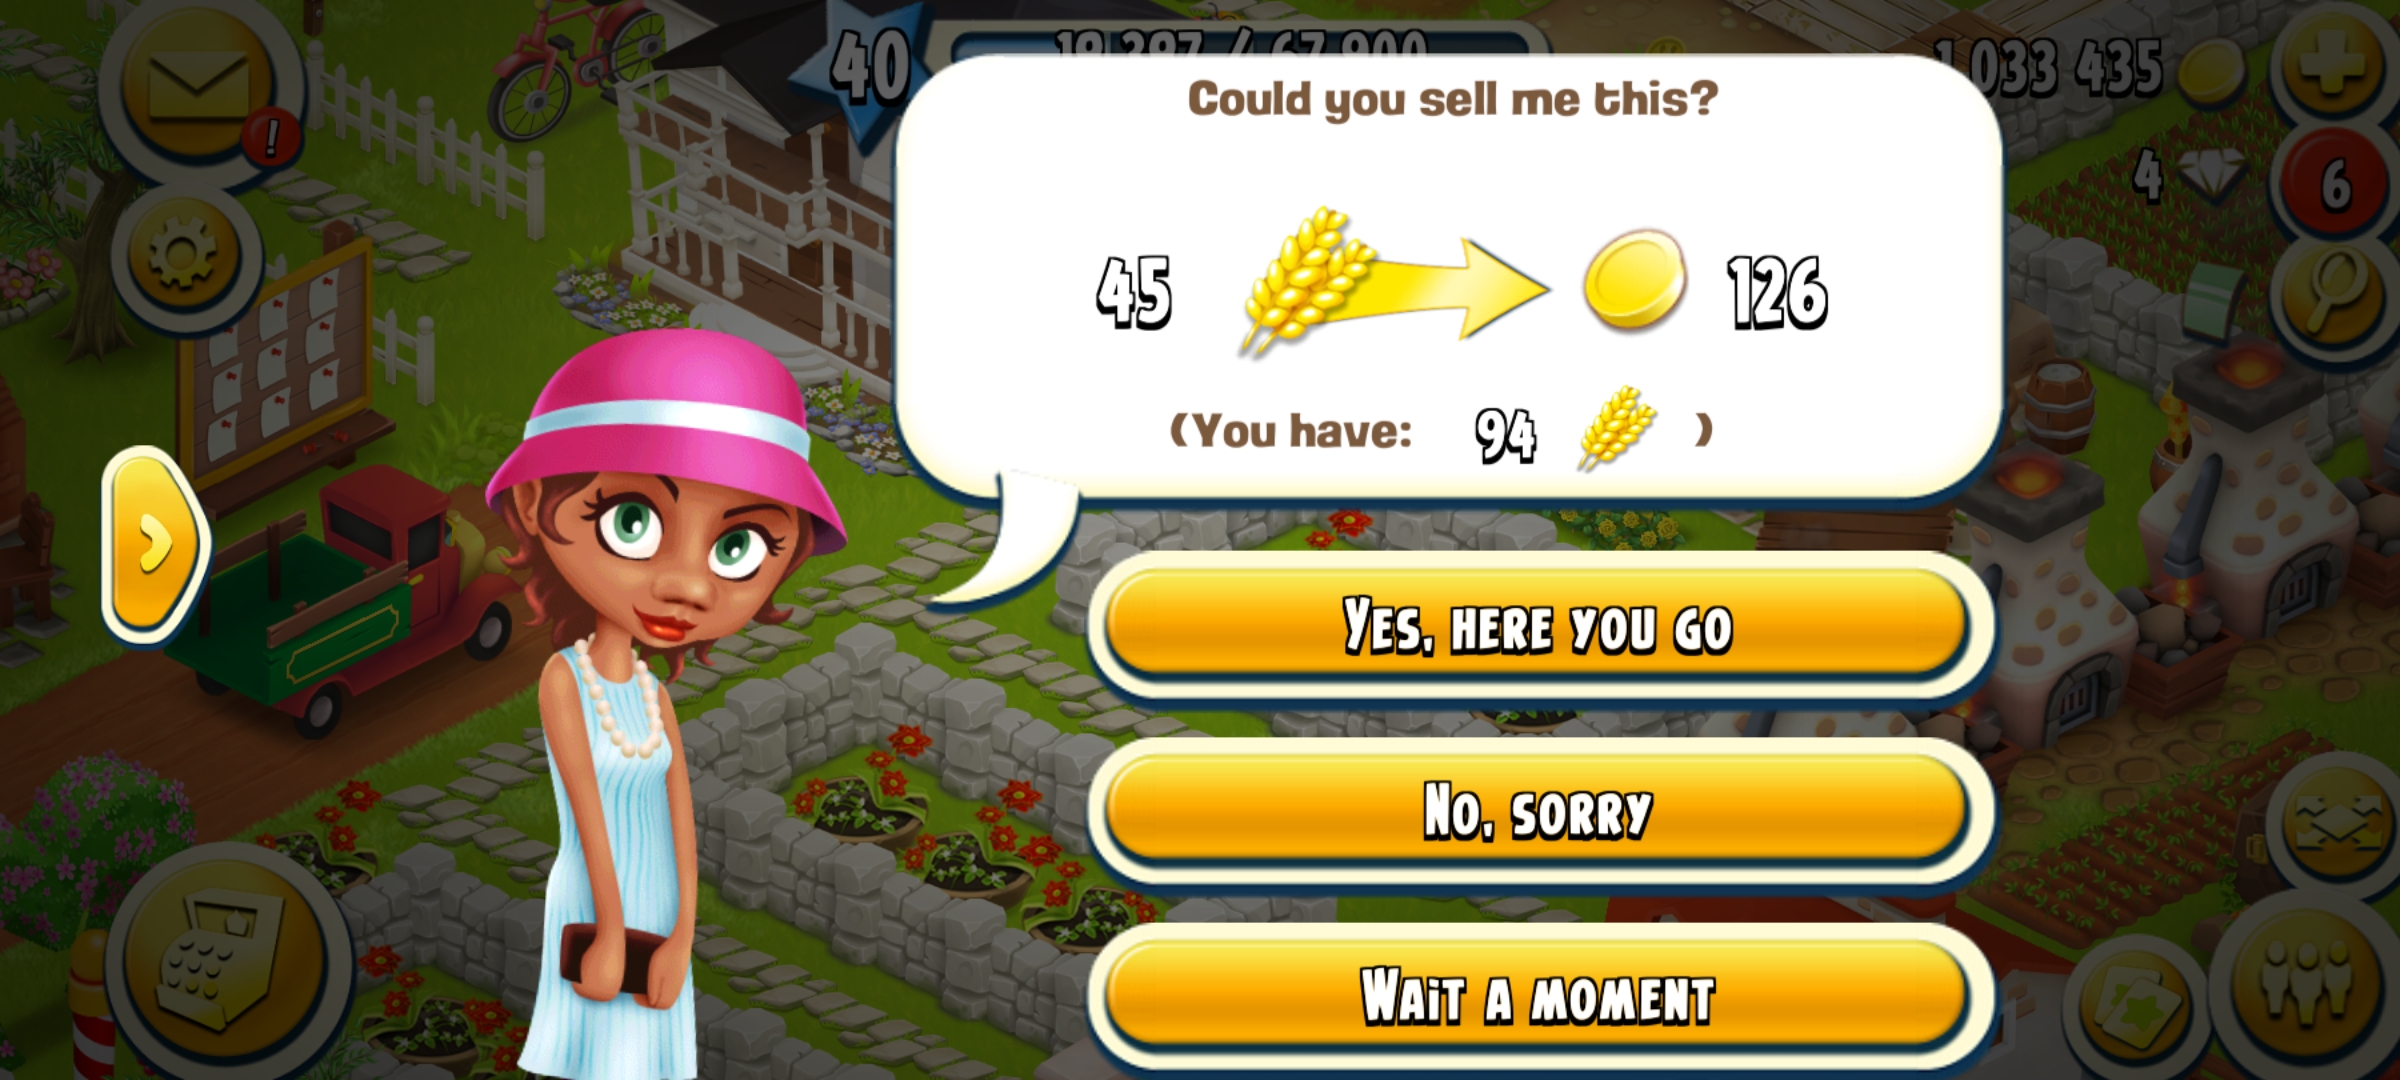 40
1 033 435
Could you sell me this?
4
6
45
126
(You have: 94 )
Yes, here you go
No, sorry
Wait a moment